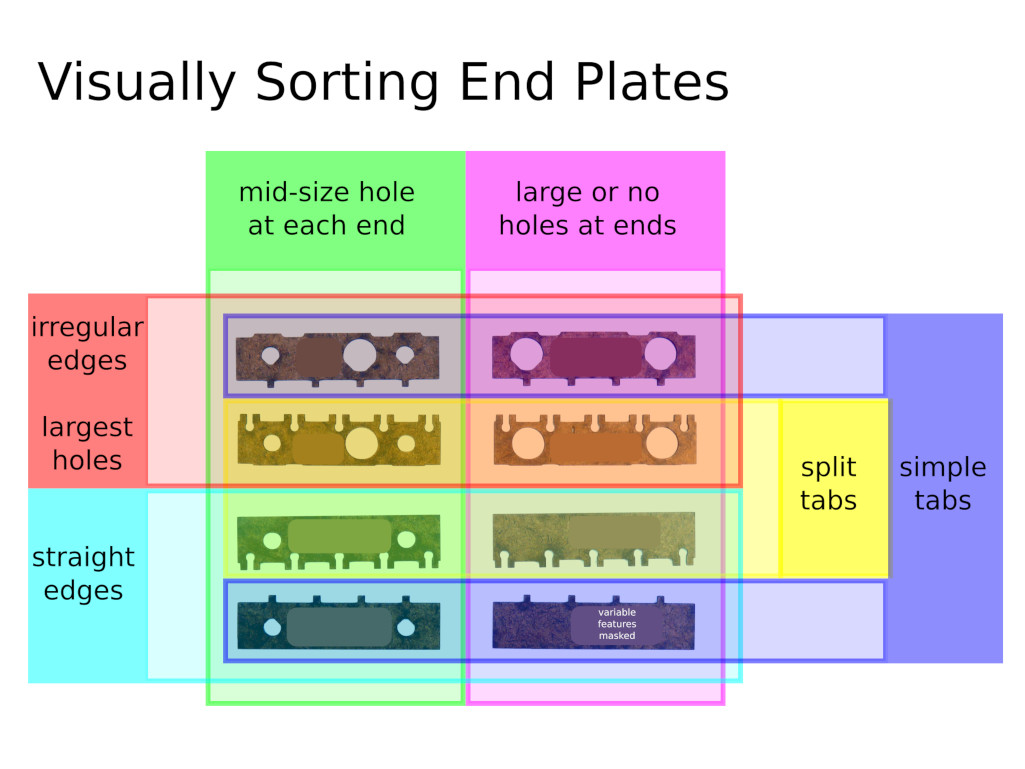 Visually Sorting End Plates
mid-size hole
at each end
large or no
holes at ends
irregular
edges
largest
holes
split
tabs
simple
tabs
straight
edges
variable
features
masked